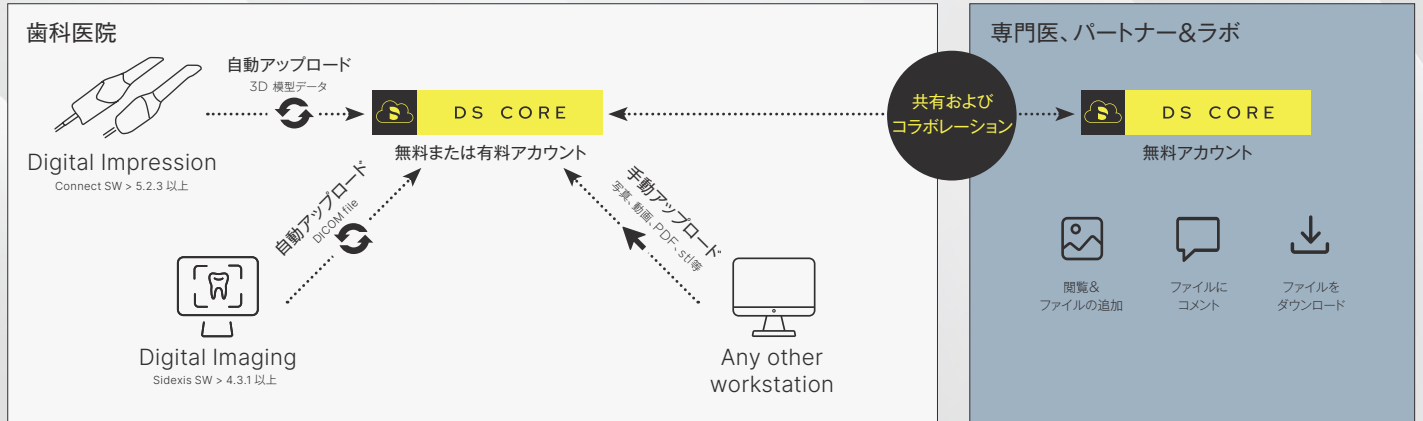 歯科医院
自動アップロード
3D 模型データ
DS CORE
無料または有料アカウント
Digital Impression
Connect SW > 5.2.3 以上
自動アップロード
DICOM file
手動アップロード
写真、動画、PDF、stl等
Digital Imaging
Sidexis SW > 4.3.1 以上
Any other
workstation
共有および
コラボレーション
専門医、パートナー&ラボ
DS CORE
無料アカウント
閲覧&
ファイルの追加
ファイルに
コメント
ファイルを
ダウンロード